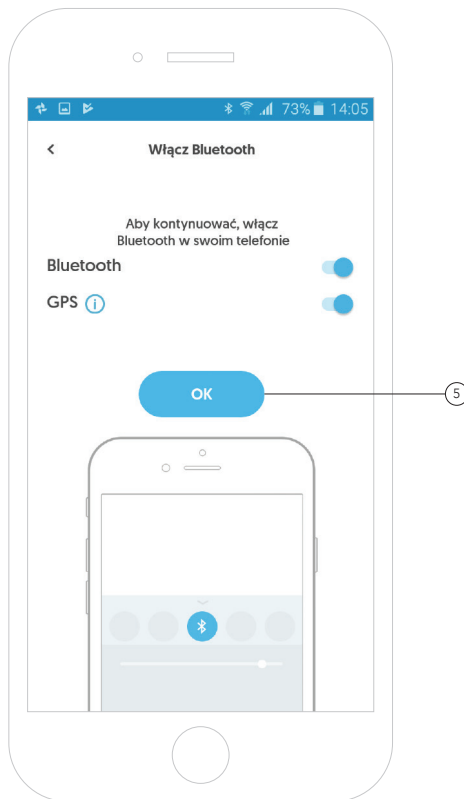 73% 14:05
Włącz Bluetooth
Aby kontynuować, włącz
Bluetooth w swoim telefonie
Bluetooth
GPS i
OK
5